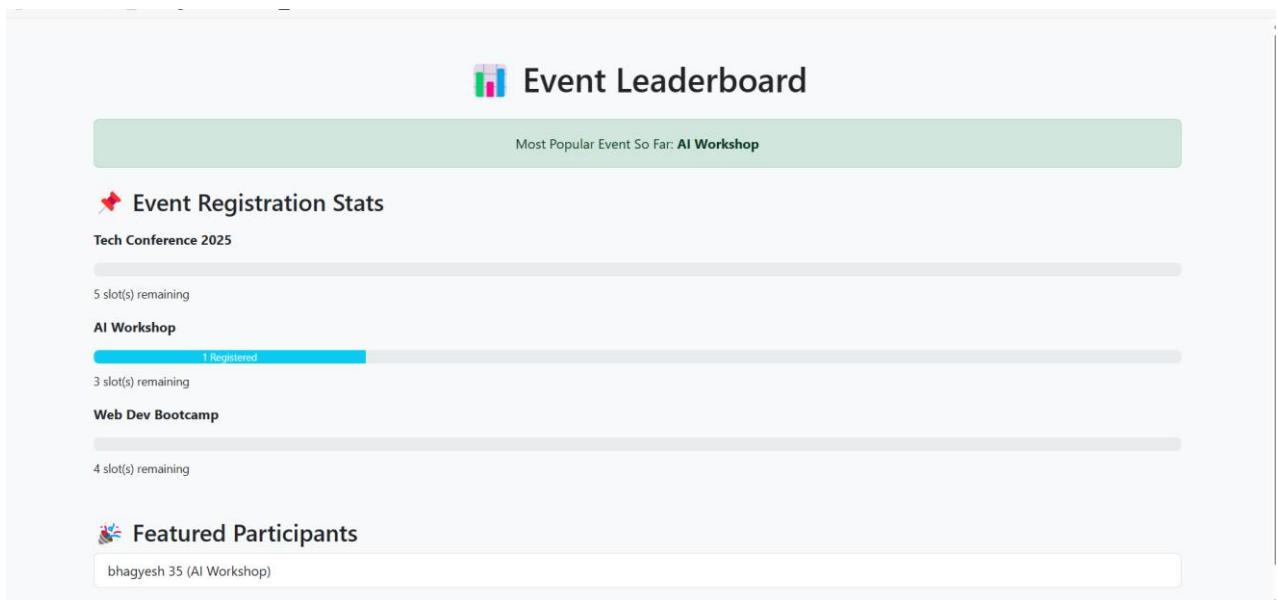 Event Leaderboard
Most Popular Event So Far: AI Workshop
Event Registration Stats
Tech Conference 2025
5 slot(s) remaining
AI Workshop
1 Registered
3 slot(s) remaining
Web Dev Bootcamp
4 slot(s) remaining
Featured Participants
bhagyesh 35 (AI Workshop)